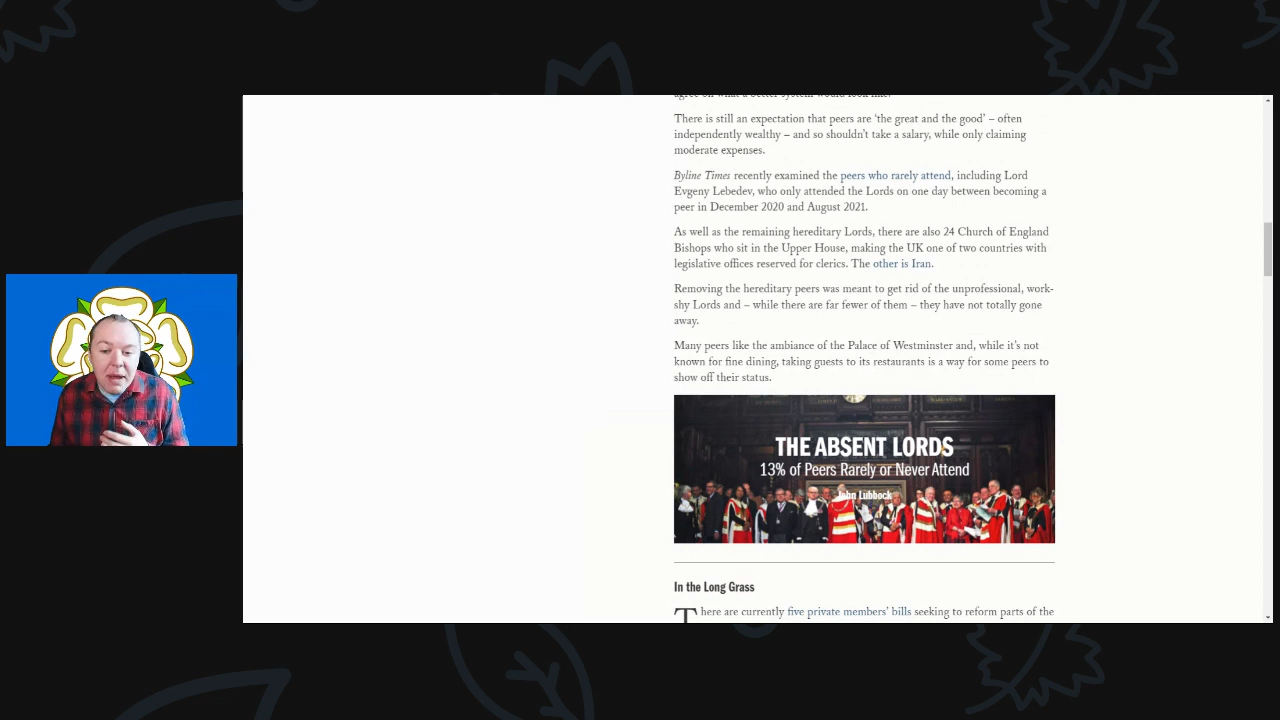 agree on what a better system would look like.
There is still an expectation that peers are ‘the great and the good’ – often
independently wealthy – and so shouldn’t take a salary, while only claiming
moderate expenses.
Byline Times recently examined the peers who rarely attend, including Lord
Evgeny Lebedev, who only attended the Lords on one day between becoming a
peer in December 2020 and August 2021.
As well as the remaining hereditary Lords, there are also 24 Church of England
Bishops who sit in the Upper House, making the UK one of two countries with
legislative offices reserved for clerics. The other is Iran.
Removing the hereditary peers was meant to get rid of the unprofessional, work-
shy Lords and – while there are far fewer of them – they have not totally gone
away.
Many peers like the ambiance of the Palace of Westminster and, while it’s not
known for fine dining, taking guests to its restaurants is a way for some peers to
show off their status.
THE ABSENT LORDS
13% of Peers Rarely or Never Attend
John Lubbock
In the Long Grass
There are currently five private members’ bills seeking to reform parts of the